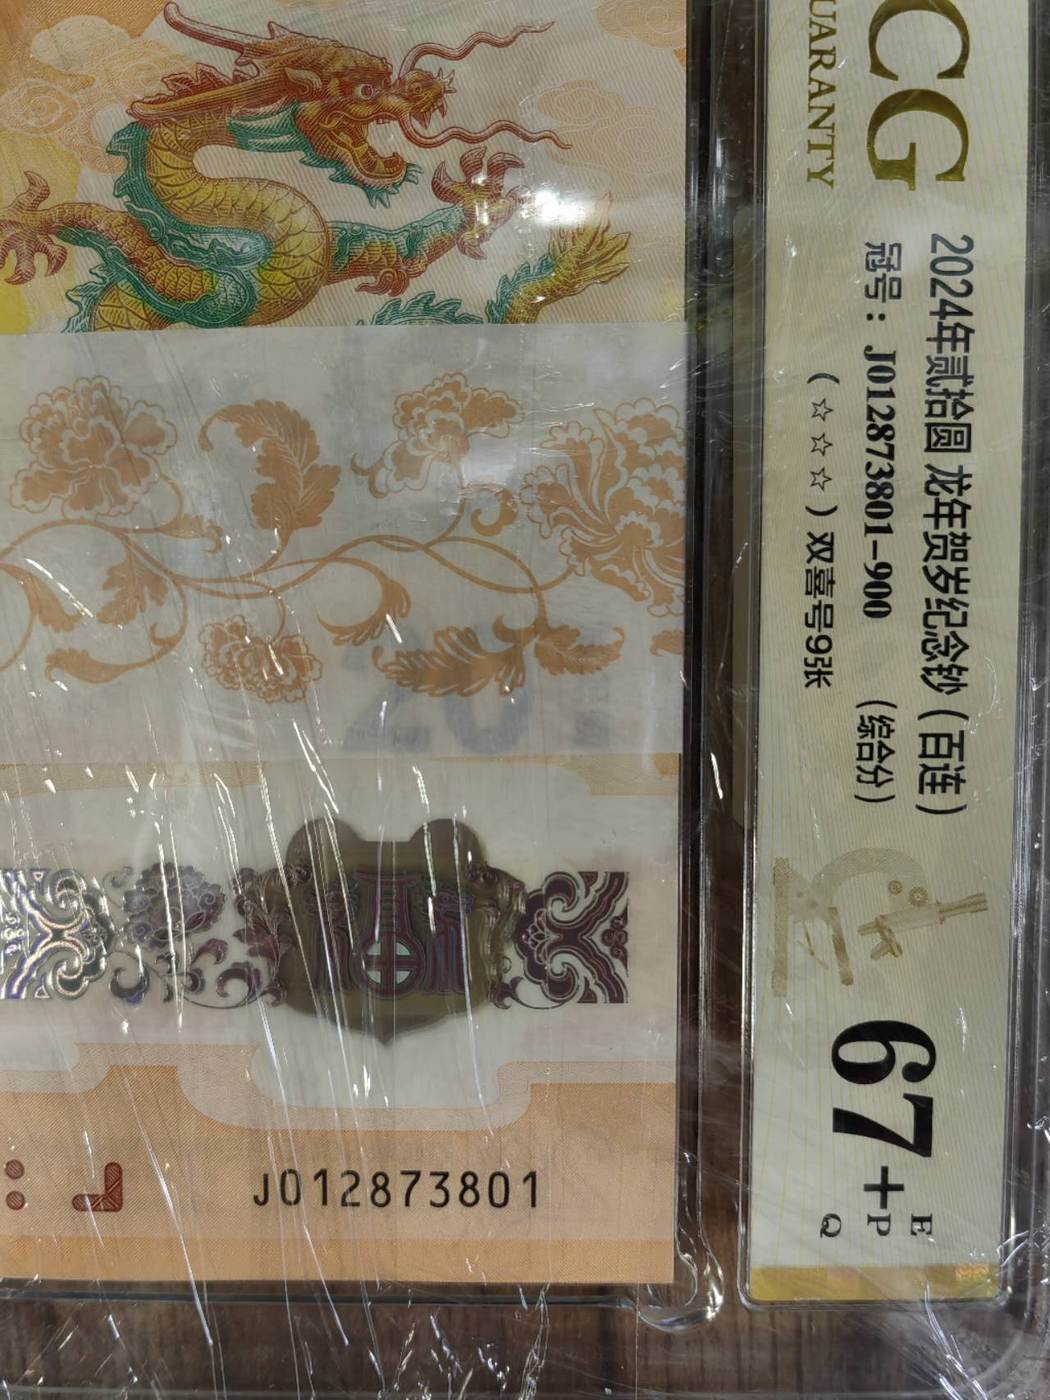 CG
UARANTY
2024年贰拾圆 龙年贺岁纪念钞(百连)
冠号: J012873801-900 (综合分)
(☆☆☆)双喜号9张
67+
E
P
Q
J012873801